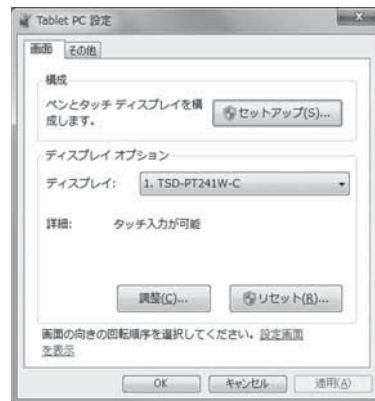 Tablet PC 設定
画面
その他
構成
ペンとタッチ ディスプレイを構
成します。
セットアップ(S)...
ディスプレイ オプション
ディスプレイ:
1. TSD-PT241W-C
詳細:
タッチ入力が可能
調整(C)...
リセット(R)...
画面の向きの回転順序を選択してください。設定画面
を表示
OK
キャンセル
適用(A)